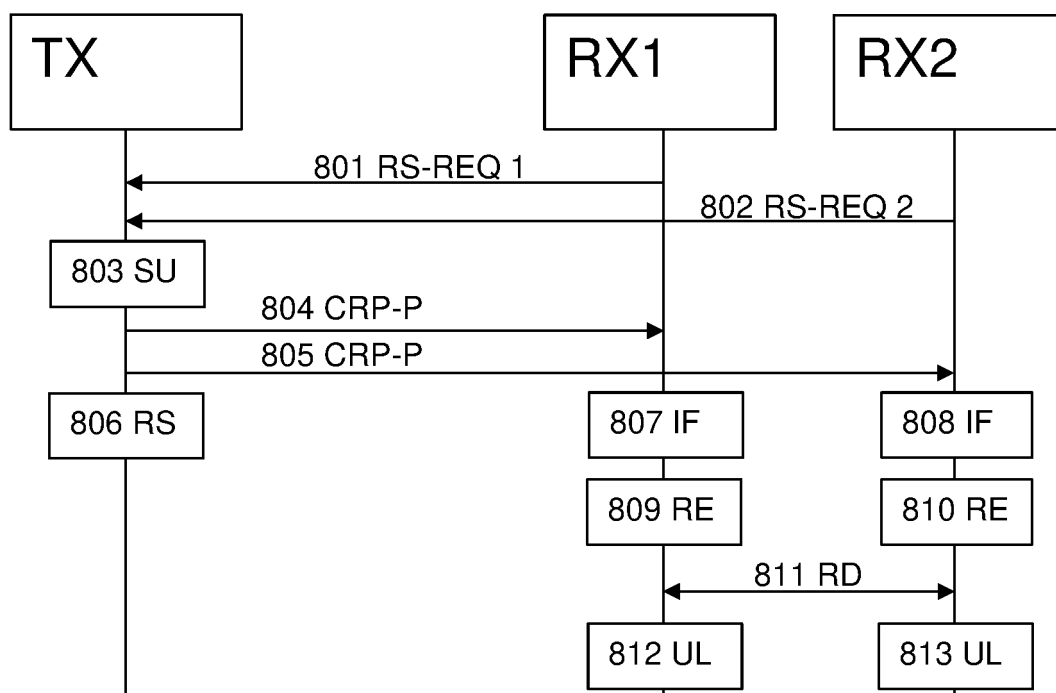 TX
RX1
RX2
801 RS-REQ 1
802 RS-REQ 2
803 SU
804 CRP-P
805 CRP-P
806 RS
807 IF
808 IF
809 RE
810 RE
811 RD
812 UL
813 UL